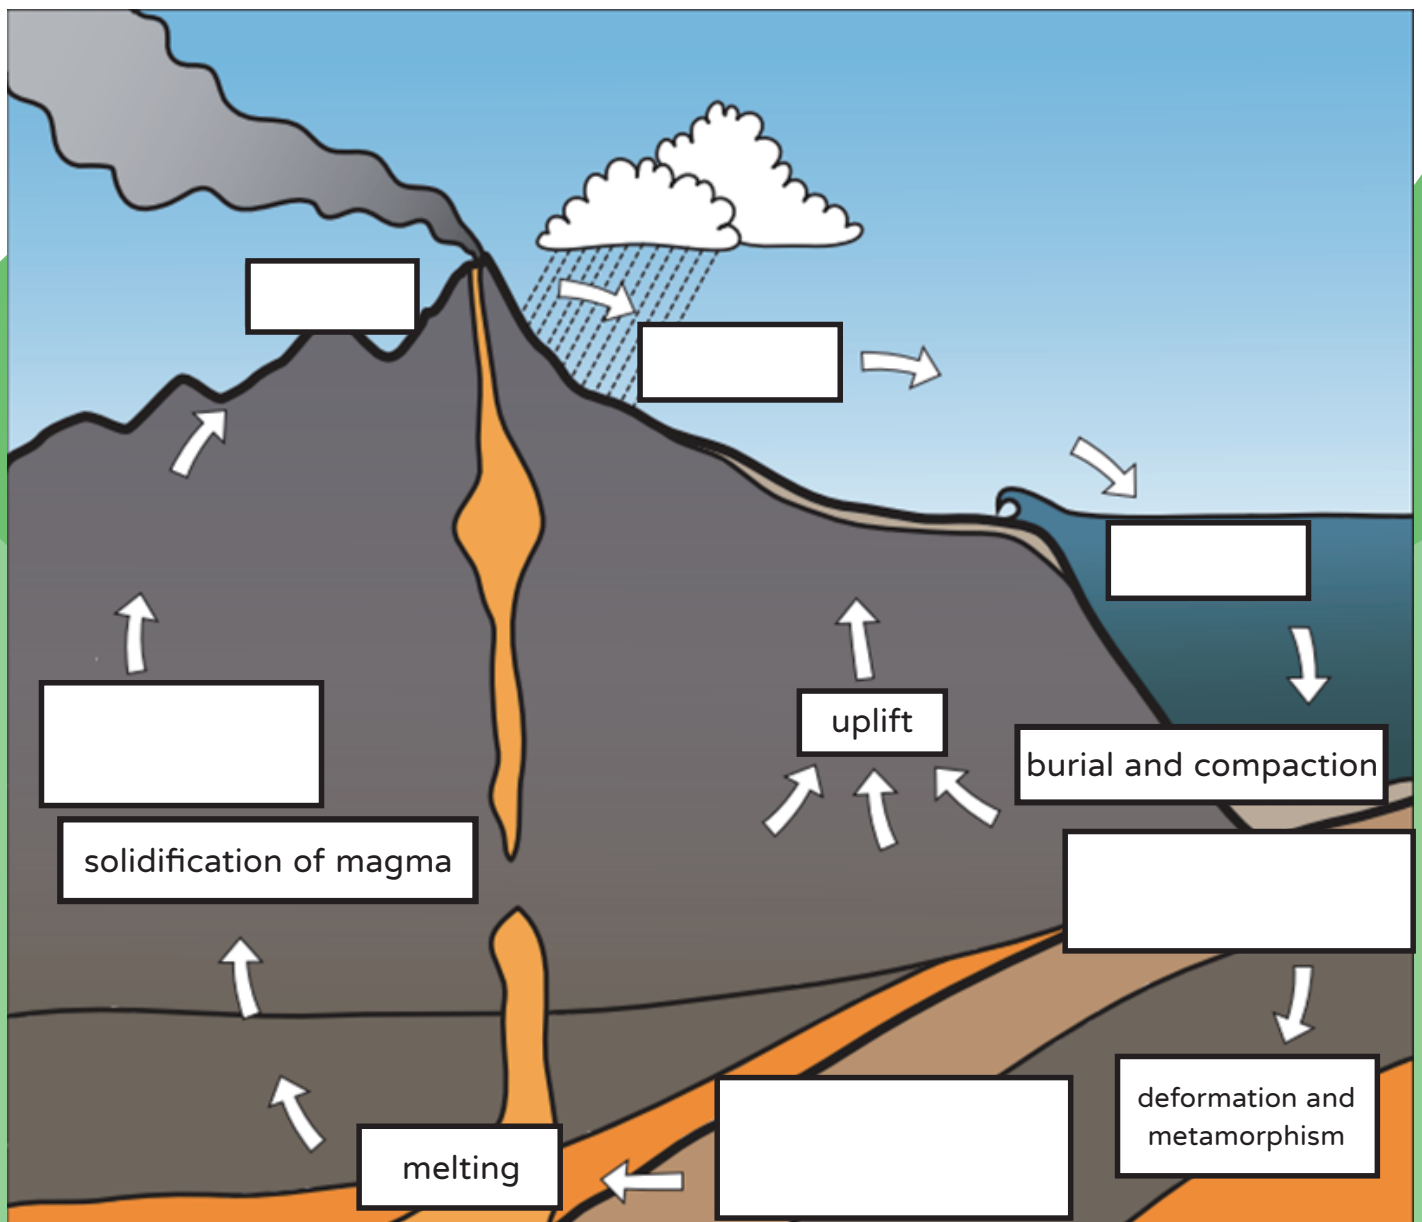 uplift
burial and compaction
solidification of magma
deformation and
metamorphism
melting